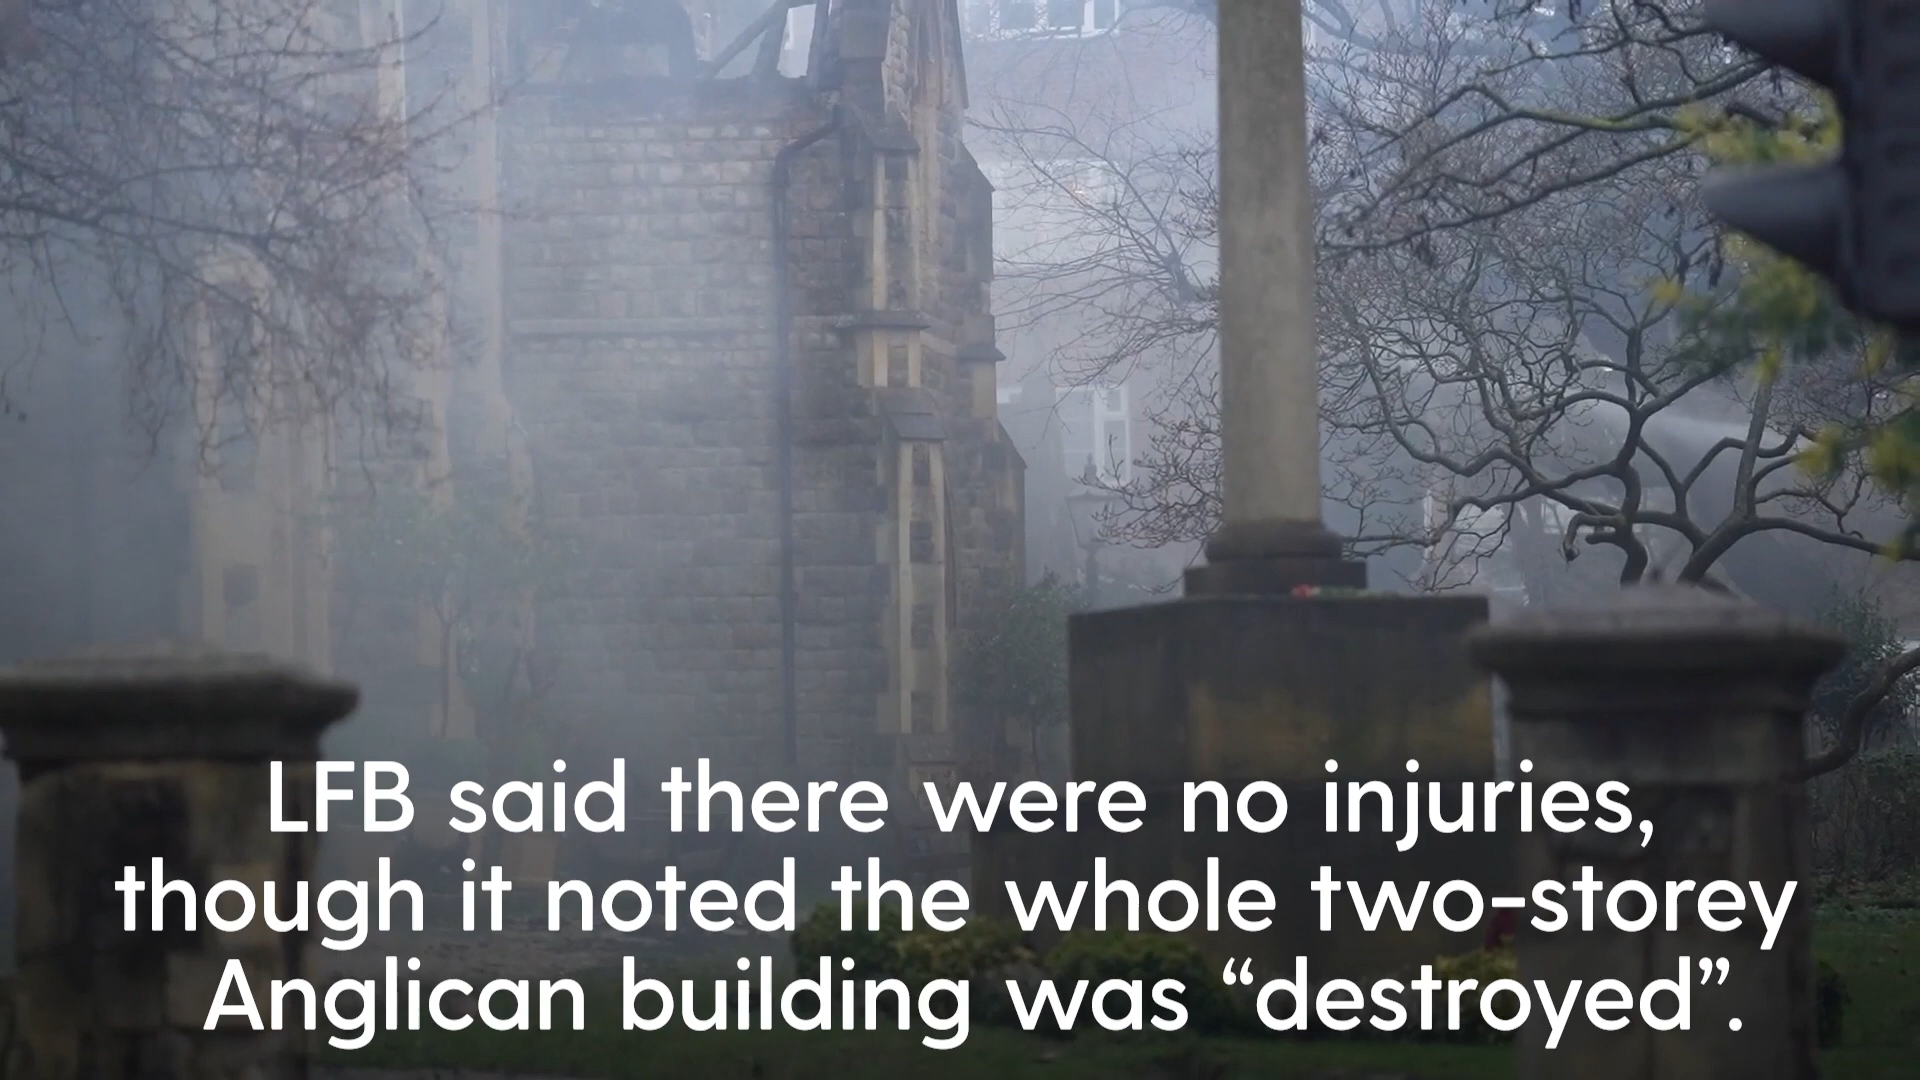 LFB said there were no injuries,
though it noted the whole two-storey
Anglican building was “destroyed”.